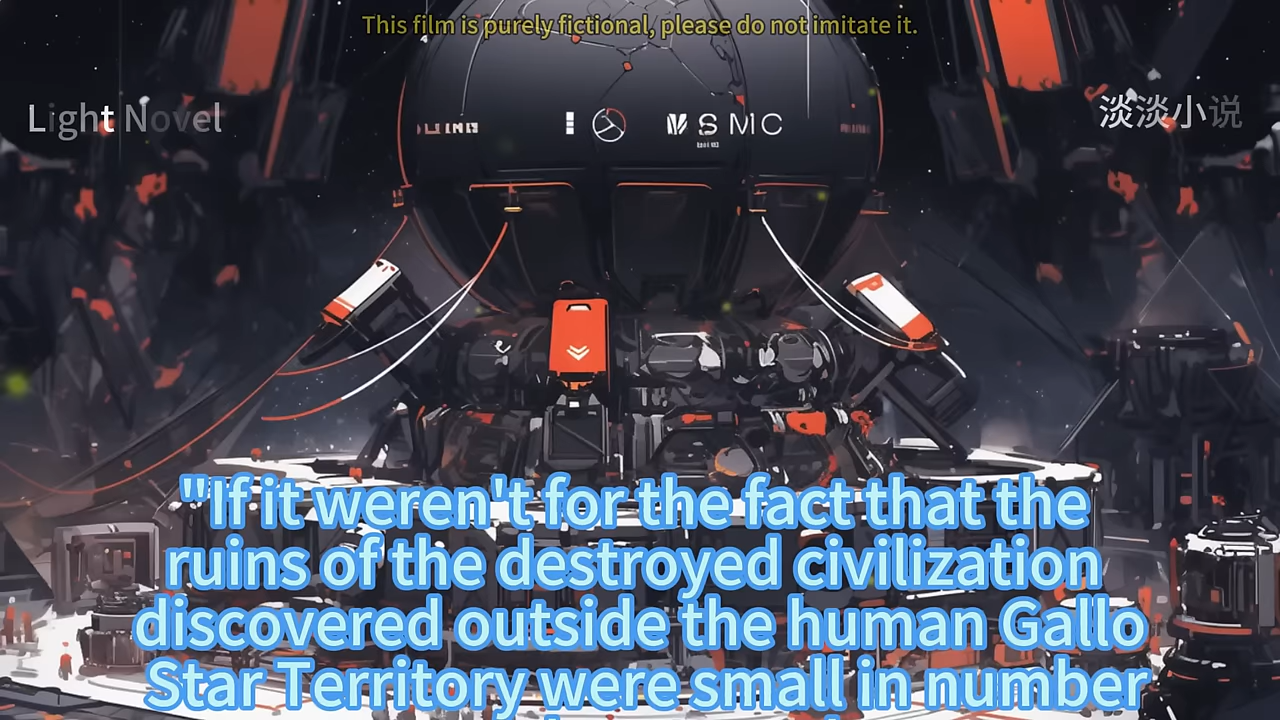 This film is purely fictional, please do not imitate it.
Light Novel
淡淡小说
SMC
"If it weren't for the fact that the
ruins of the destroyed civilization
discovered outside the human Gallo
Star Territory were small in number